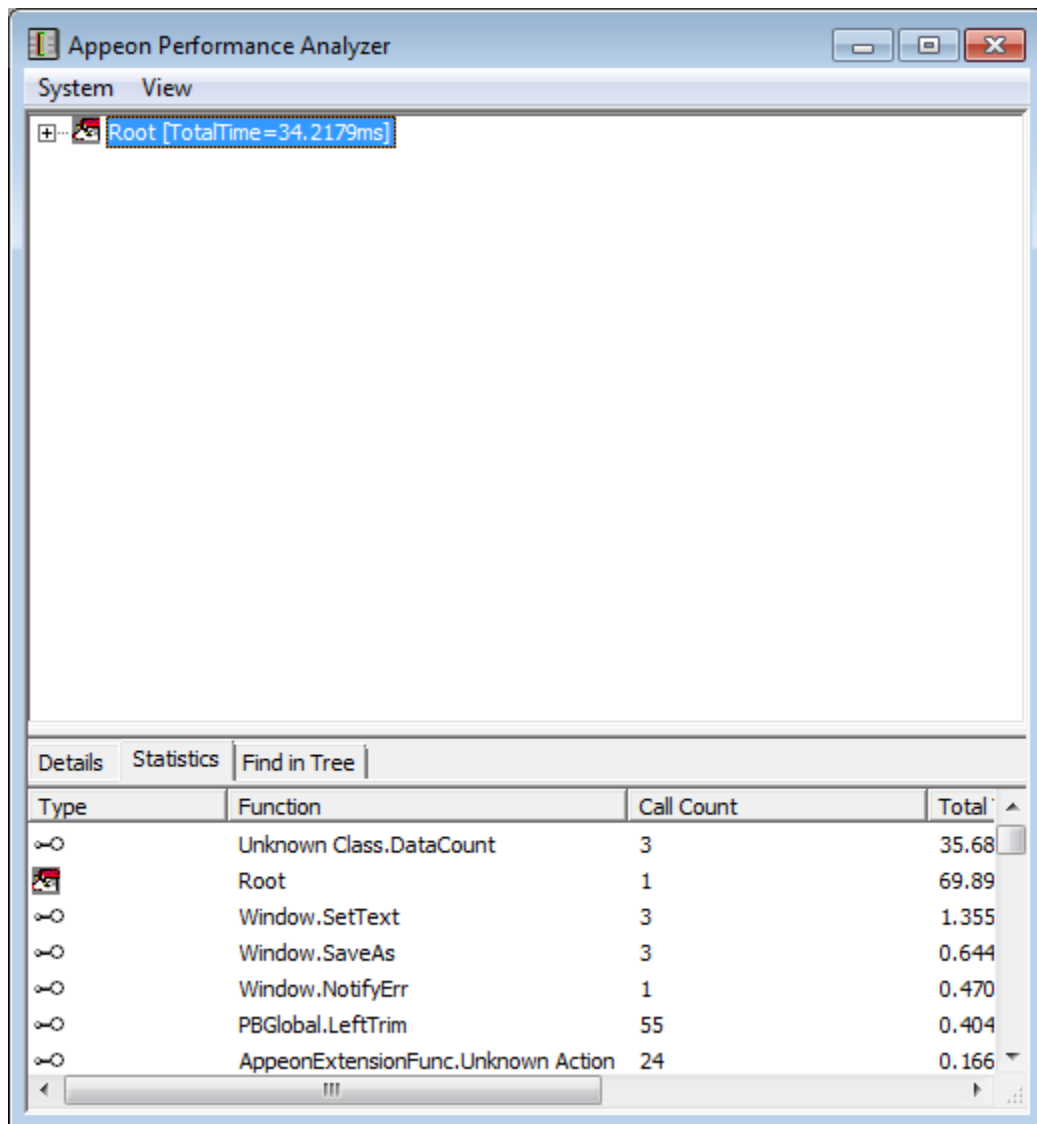 Appeon Performance Analyzer
System View
Root [TotalTime=34.2179ms]
Details Statistics Find in Tree
Type Function Call Count Total
Unknown Class.DataCount 3 35.68
Root 1 69.89
Window.SetText 3 1.355
Window.SaveAs 3 0.644
Window.NotifyErr 1 0.470
PBGlobal.LeftTrim 55 0.404
AppeonExtensionFunc.Unknown Action 24 0.166